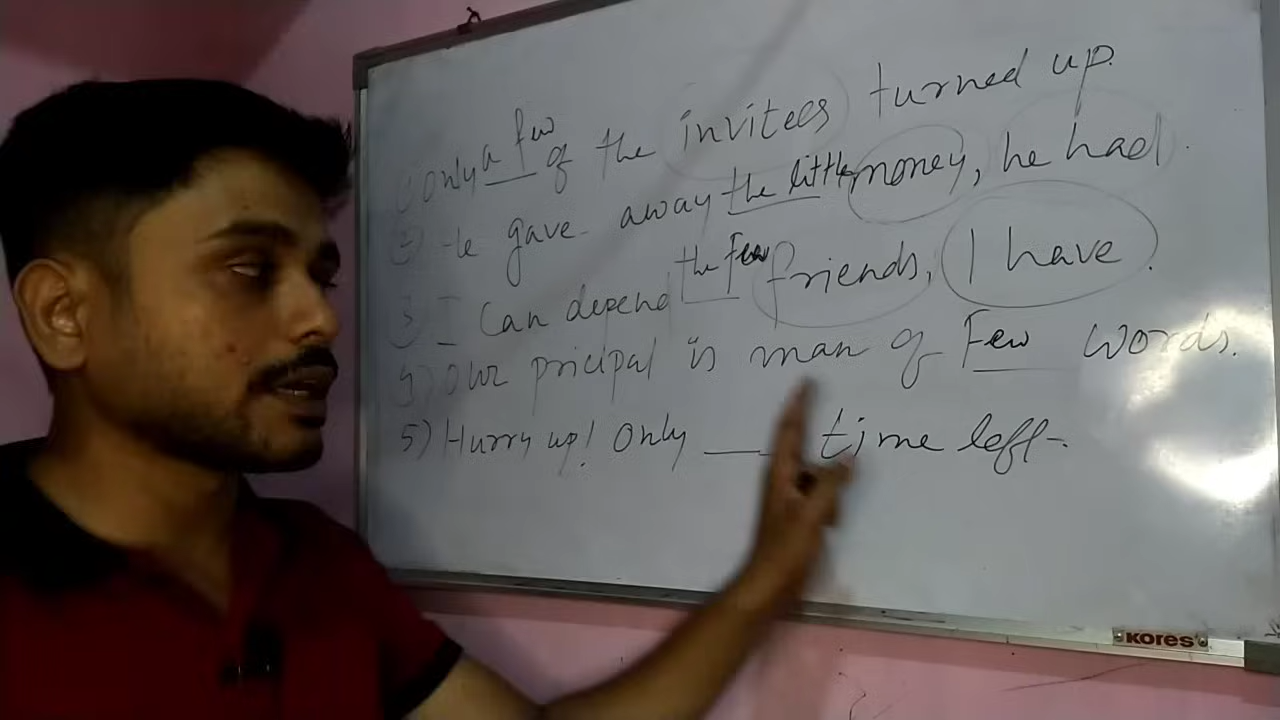 1) Only a few of the invitees turned up.
2) He gave away the little money, he had.
3) I can depend the few friends, I have.
4) Our pricipal is man of Few words.
5) Hurry up! Only ___ time left.
KORES